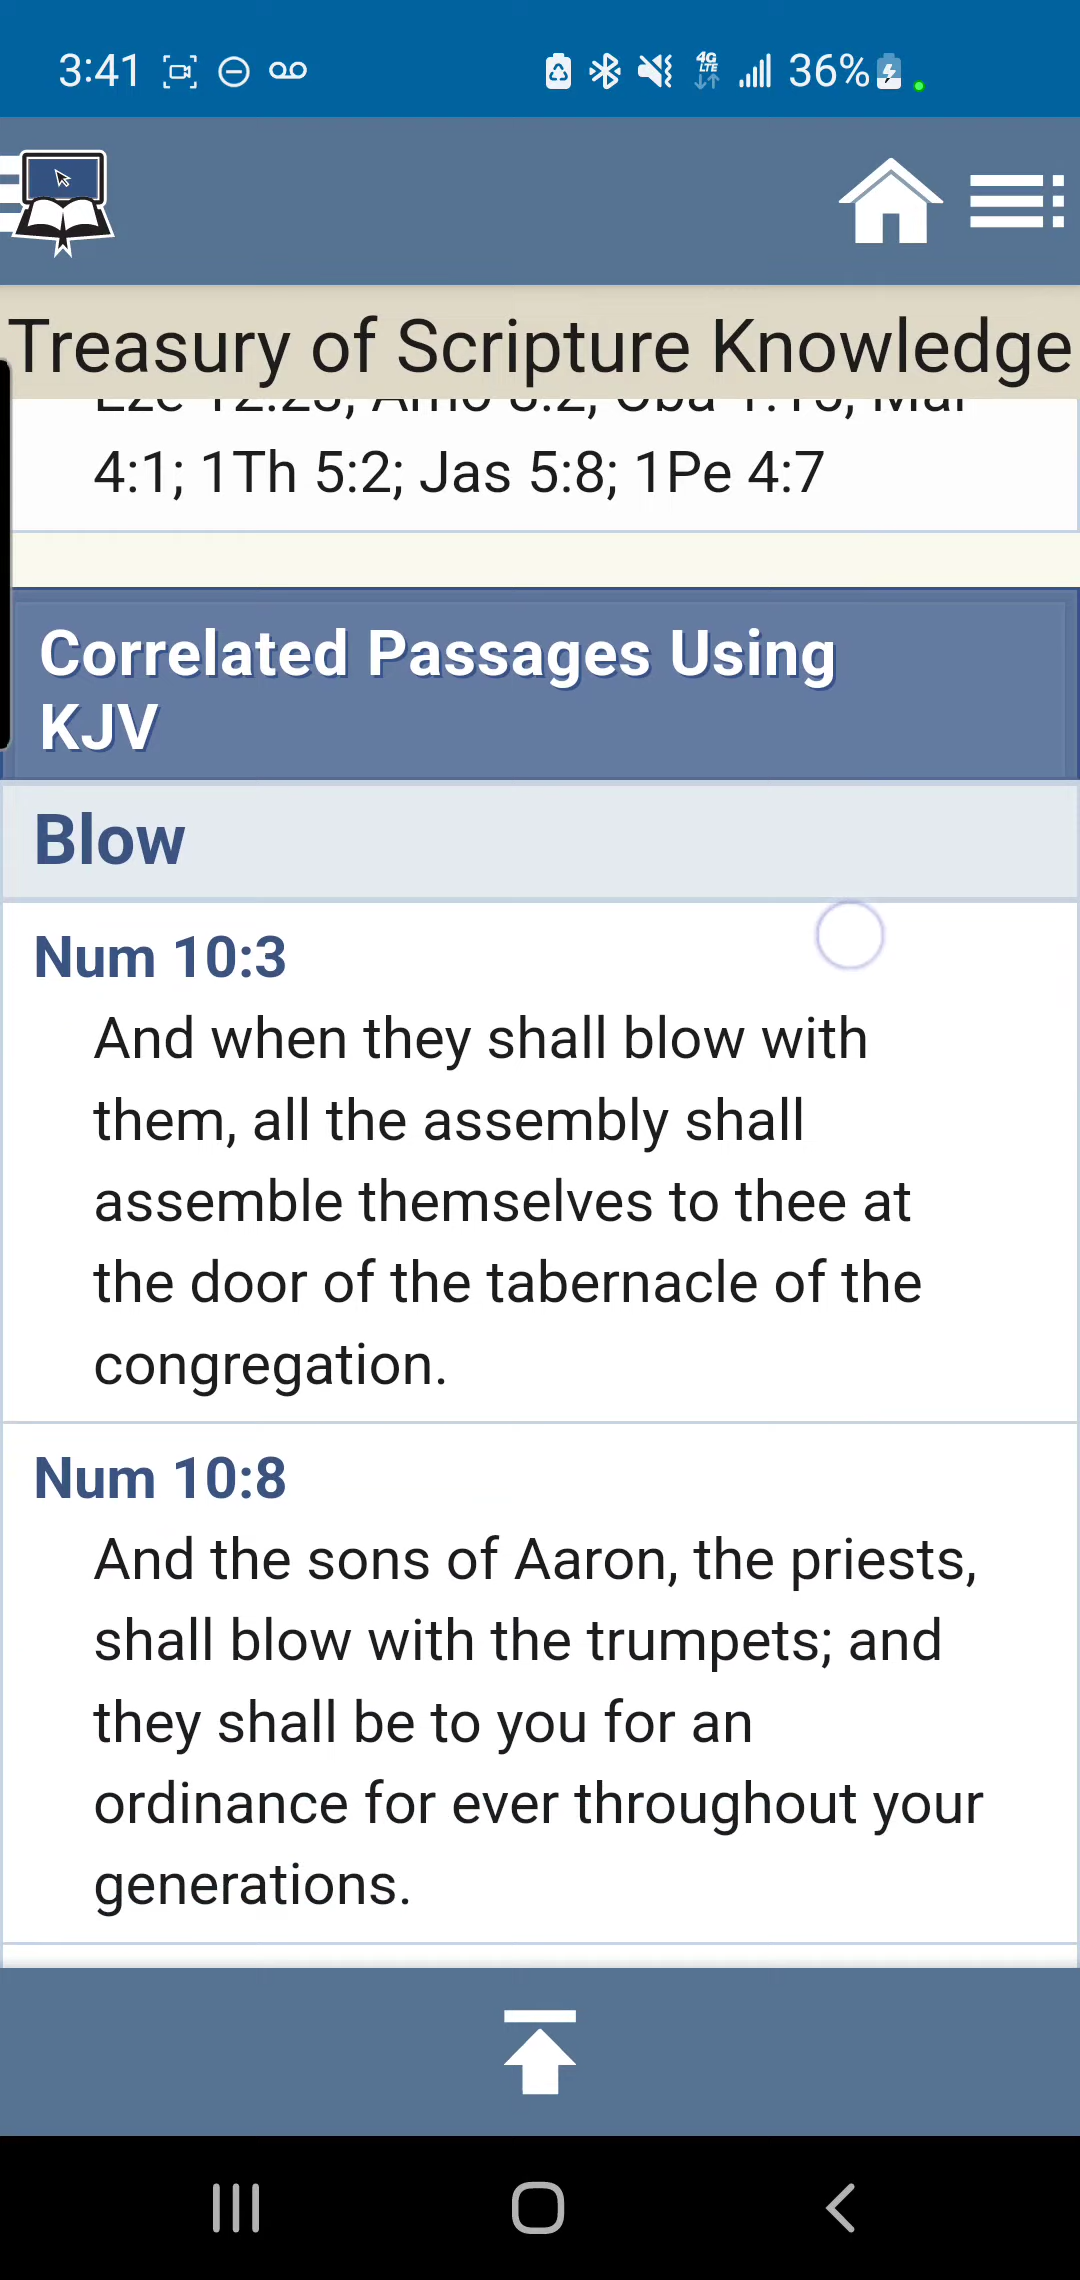 3:41
4G
LTE
36%
Treasury of Scripture Knowledge
4:1; 1Th 5:2; Jas 5:8; 1Pe 4:7
Correlated Passages Using
KJV
Blow
Num 10:3
And when they shall blow with
them, all the assembly shall
assemble themselves to thee at
the door of the tabernacle of the
congregation.
Num 10:8
And the sons of Aaron, the priests,
shall blow with the trumpets; and
they shall be to you for an
ordinance for ever throughout your
generations.